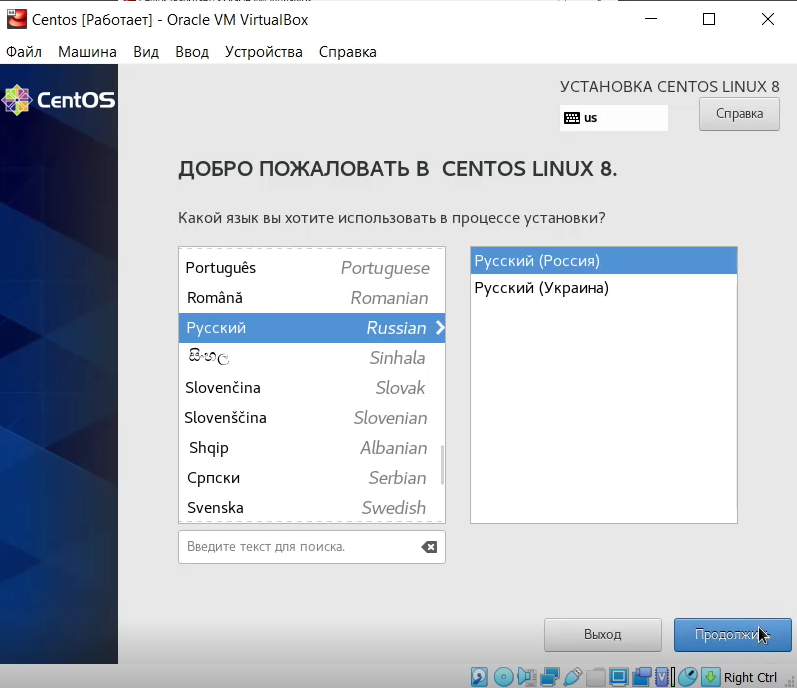 Centos [Работает] - Oracle VM VirtualBox
Файл Машина Вид Ввод Устройства Справка
CentOS
УСТАНОВКА CENTOS LINUX 8
us
Справка
ДОБРО ПОЖАЛОВАТЬ В CENTOS LINUX 8.
Какой язык вы хотите использовать в процессе установки?
Português Portuguese
Română Romanian
Русский Russian
සිංහල Sinhala
Slovenčina Slovak
Slovenščina Slovenian
Shqip Albanian
Српски Serbian
Svenska Swedish
Русский (Россия)
Русский (Украина)
Введите текст для поиска.
Выход
Right Ctrl